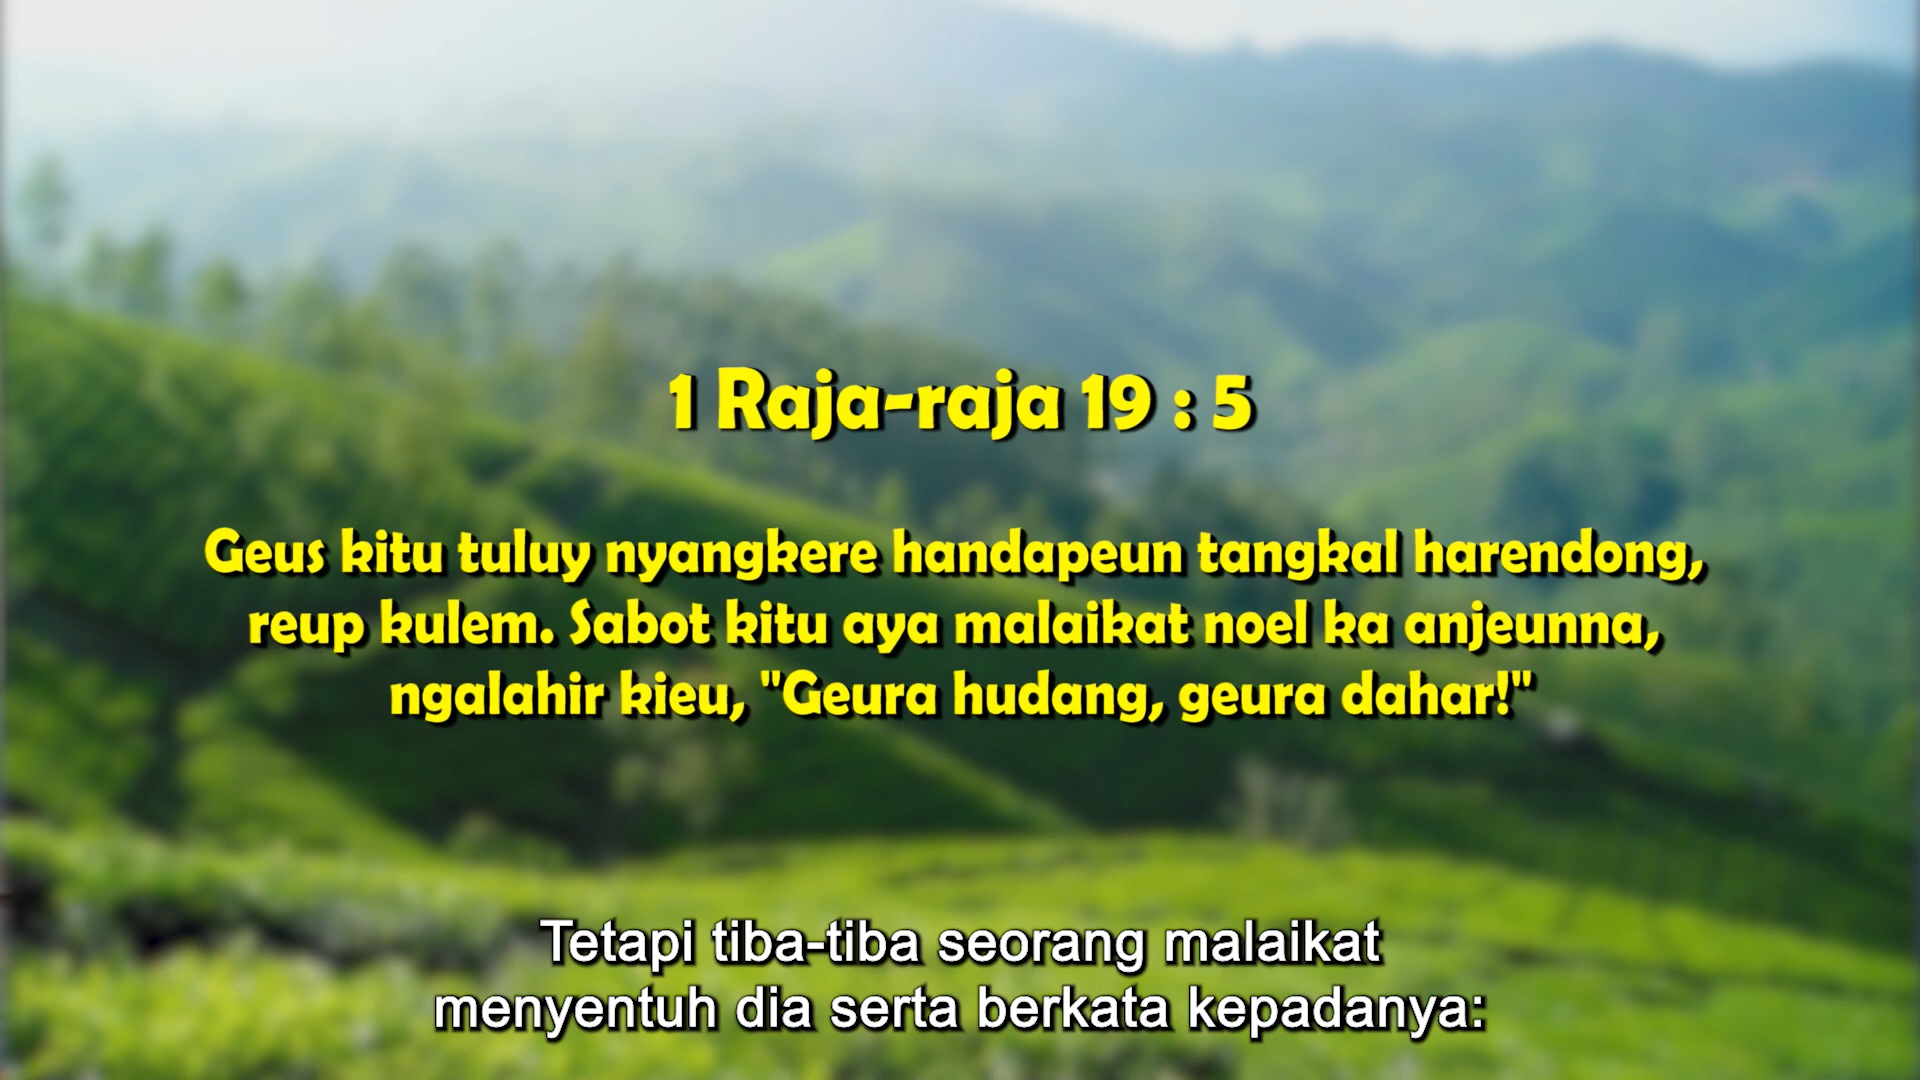 1 Raja-raja 19 : 5
Geus kitu tuluy nyangkere handapeun tangkal harendong,
reup kulem. Sabot kitu aya malaikat noel ka anjeunna,
ngalahir kieu, "Geura hudang, geura dahar!"
Tetapi tiba-tiba seorang malaikat
menyentuh dia serta berkata kepadanya: